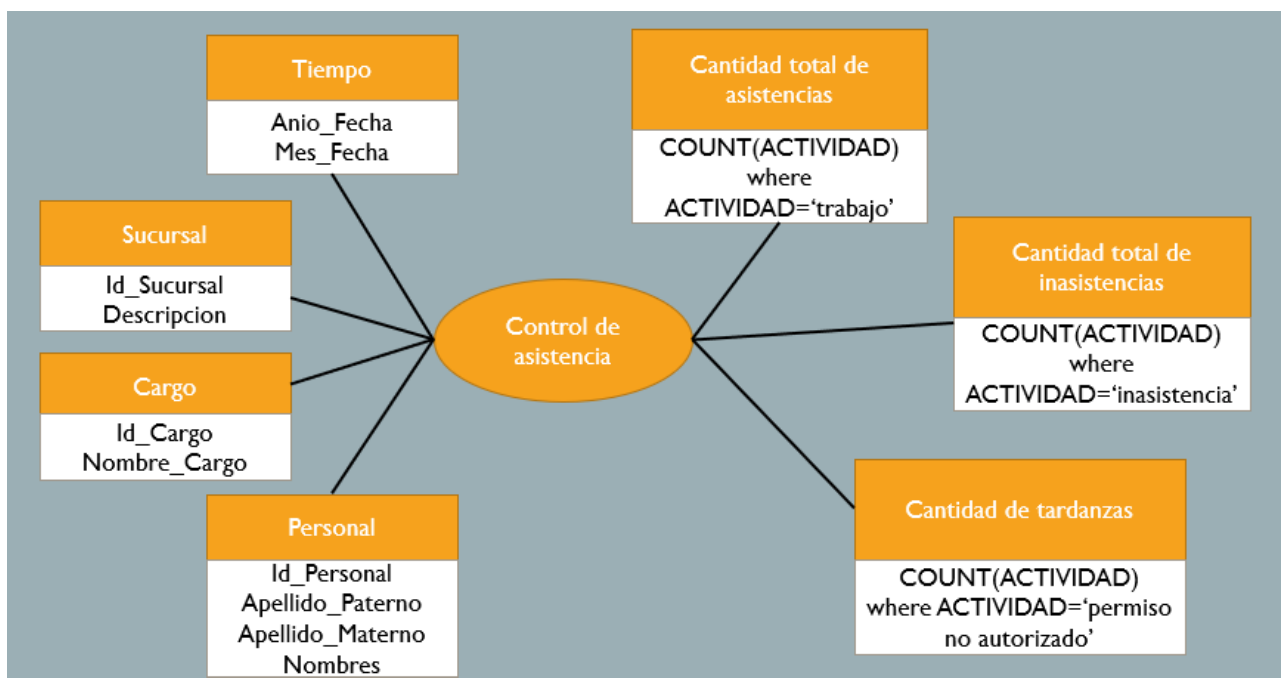 Tiempo
Anio_Fecha
Mes_Fecha
Sucursal
Id_Sucursal
Descripcion
Cargo
Id_Cargo
Nombre_Cargo
Personal
Id_Personal
Apellido_Paterno
Apellido_Materno
Nombres
Control de
asistencia
Cantidad total de
asistencias
COUNT(ACTIVIDAD)
where
ACTIVIDAD=‘trabajo’
Cantidad total de
inasistencias
COUNT(ACTIVIDAD)
where
ACTIVIDAD=‘inasistencia’
Cantidad de tardanzas
COUNT(ACTIVIDAD)
where ACTIVIDAD=‘permiso
no autorizado’